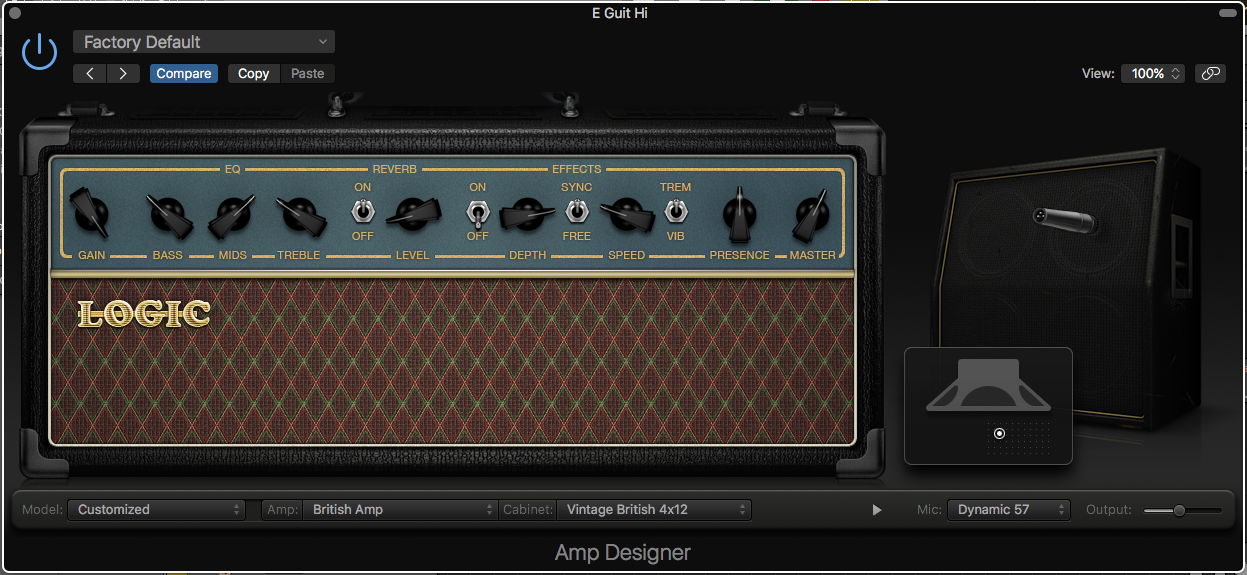 E Guit Hi
Factory Default
Compare Copy Paste
View: 100%
EQ REVERB EFFECTS
ON ON SYNC TREM
OFF OFF FREE VIB
GAIN BASS MIDS TREBLE LEVEL DEPTH SPEED PRESENCE MASTER
LOGIC
Model: Customized Amp: British Amp Cabinet: Vintage British 4x12 Mic: Dynamic 57 Output:
Amp Designer